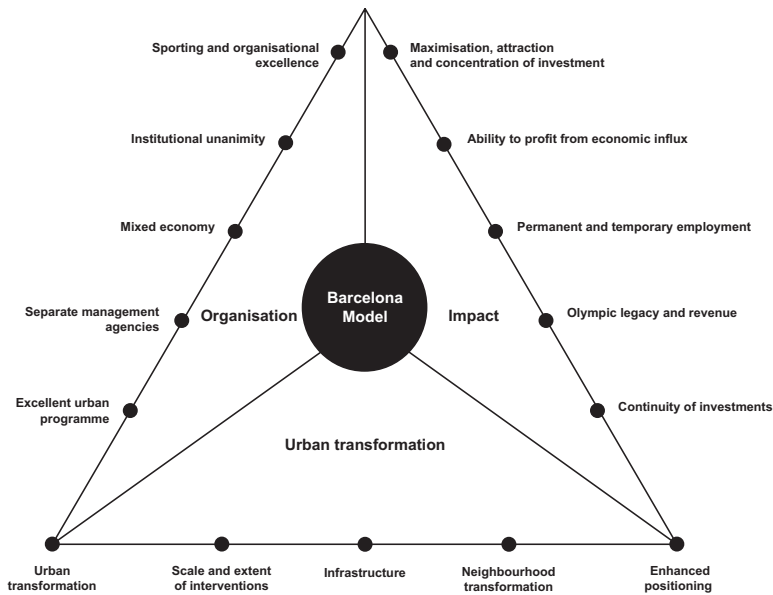 Sporting and organisational
excellence
Maximisation, attraction
and concentration of investment
Institutional unanimity
Ability to profit from economic influx
Mixed economy
Permanent and temporary employment
Barcelona
Model
Separate management
agencies
Organisation
Impact
Olympic legacy and revenue
Excellent urban
programme
Continuity of investments
Urban transformation
Urban
transformation
Scale and extent
of interventions
Infrastructure
Neighbourhood
transformation
Enhanced
positioning